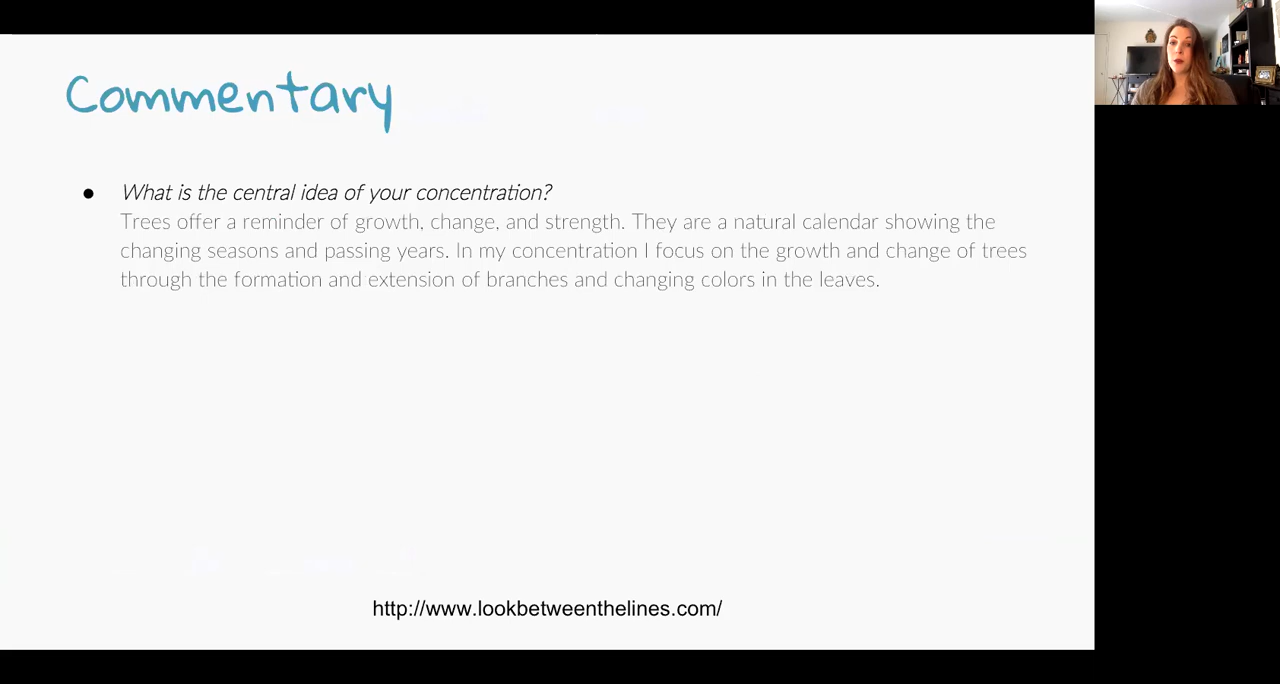 Commentary
● What is the central idea of your concentration?
Trees offer a reminder of growth, change, and strength. They are a natural calendar showing the
changing seasons and passing years. In my concentration I focus on the growth and change of trees
through the formation and extension of branches and changing colors in the leaves.
http://www.lookbetweenthelines.com/